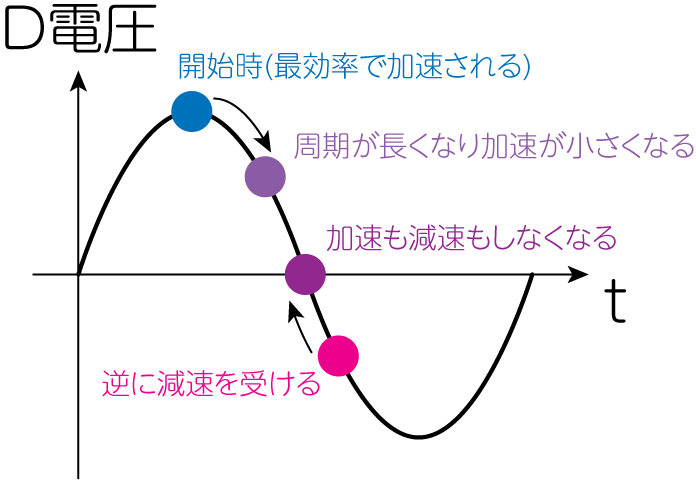 D電圧
開始時(最効率で加速される)
周期が長くなり加速が小さくなる
加速も減速もしなくなる
t
逆に減速を受ける